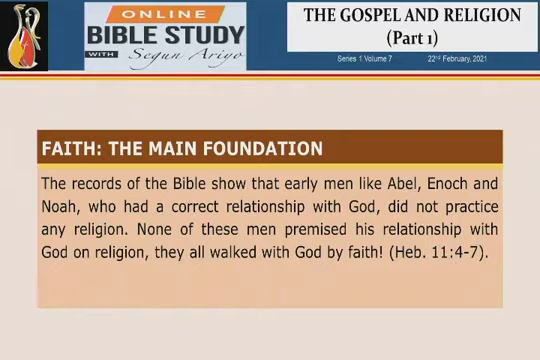 ONLINE
BIBLE STUDY
WITH Segun Ariyo
THE GOSPEL AND RELIGION
(Part 1)
Series 1 Volume 7 22nd February, 2021
FAITH: THE MAIN FOUNDATION
The records of the Bible show that early men like Abel, Enoch and
Noah, who had a correct relationship with God, did not practice
any religion. None of these men premised his relationship with
God on religion, they all walked with God by faith! (Heb. 11:4-7).